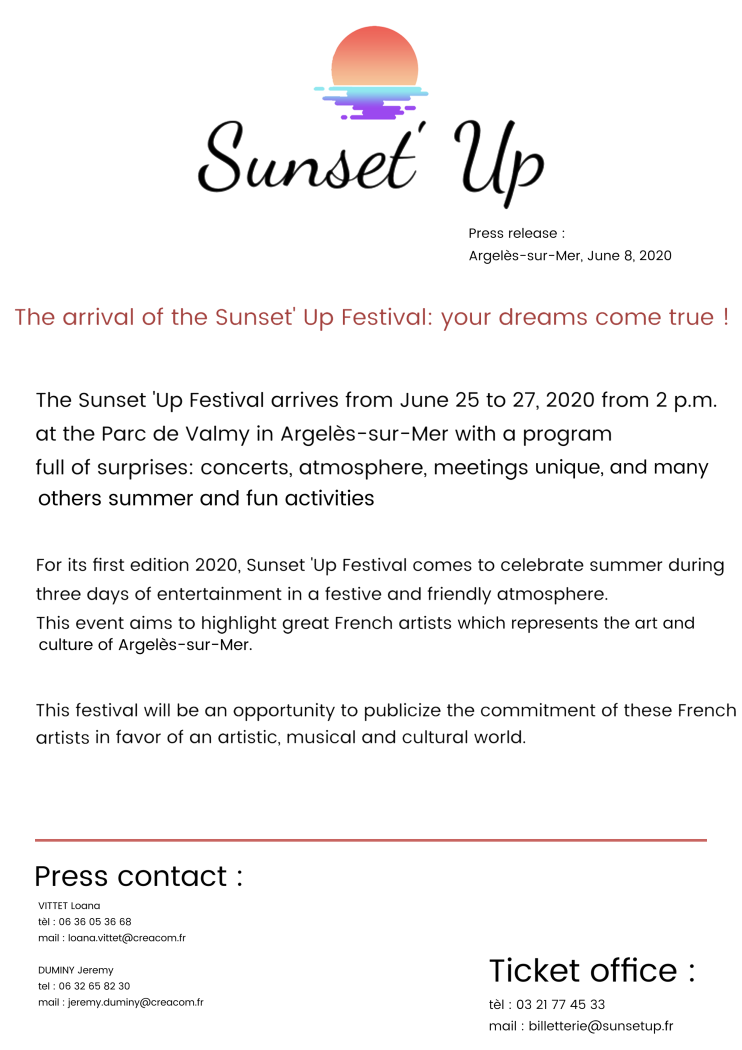 Sunset' Up
Press release :
Argelès-sur-Mer, June 8, 2020
The arrival of the Sunset' Up Festival: your dreams come true !
The Sunset 'Up Festival arrives from June 25 to 27, 2020 from 2 p.m.
at the Parc de Valmy in Argelès-sur-Mer with a program
full of surprises: concerts, atmosphere, meetings unique, and many
others summer and fun activities
For its first edition 2020, Sunset 'Up Festival comes to celebrate summer during
three days of entertainment in a festive and friendly atmosphere.
This event aims to highlight great French artists which represents the art and
culture of Argelès-sur-Mer.
This festival will be an opportunity to publicize the commitment of these French
artists in favor of an artistic, musical and cultural world.
Press contact :
VITTET Loana
tèl : 06 36 05 36 68
mail : loana.vittet@creacom.fr
DUMINY Jeremy
tel : 06 32 65 82 30
mail : jeremy.duminy@creacom.fr
Ticket office :
tèl : 03 21 77 45 33
mail : billetterie@sunsetup.fr